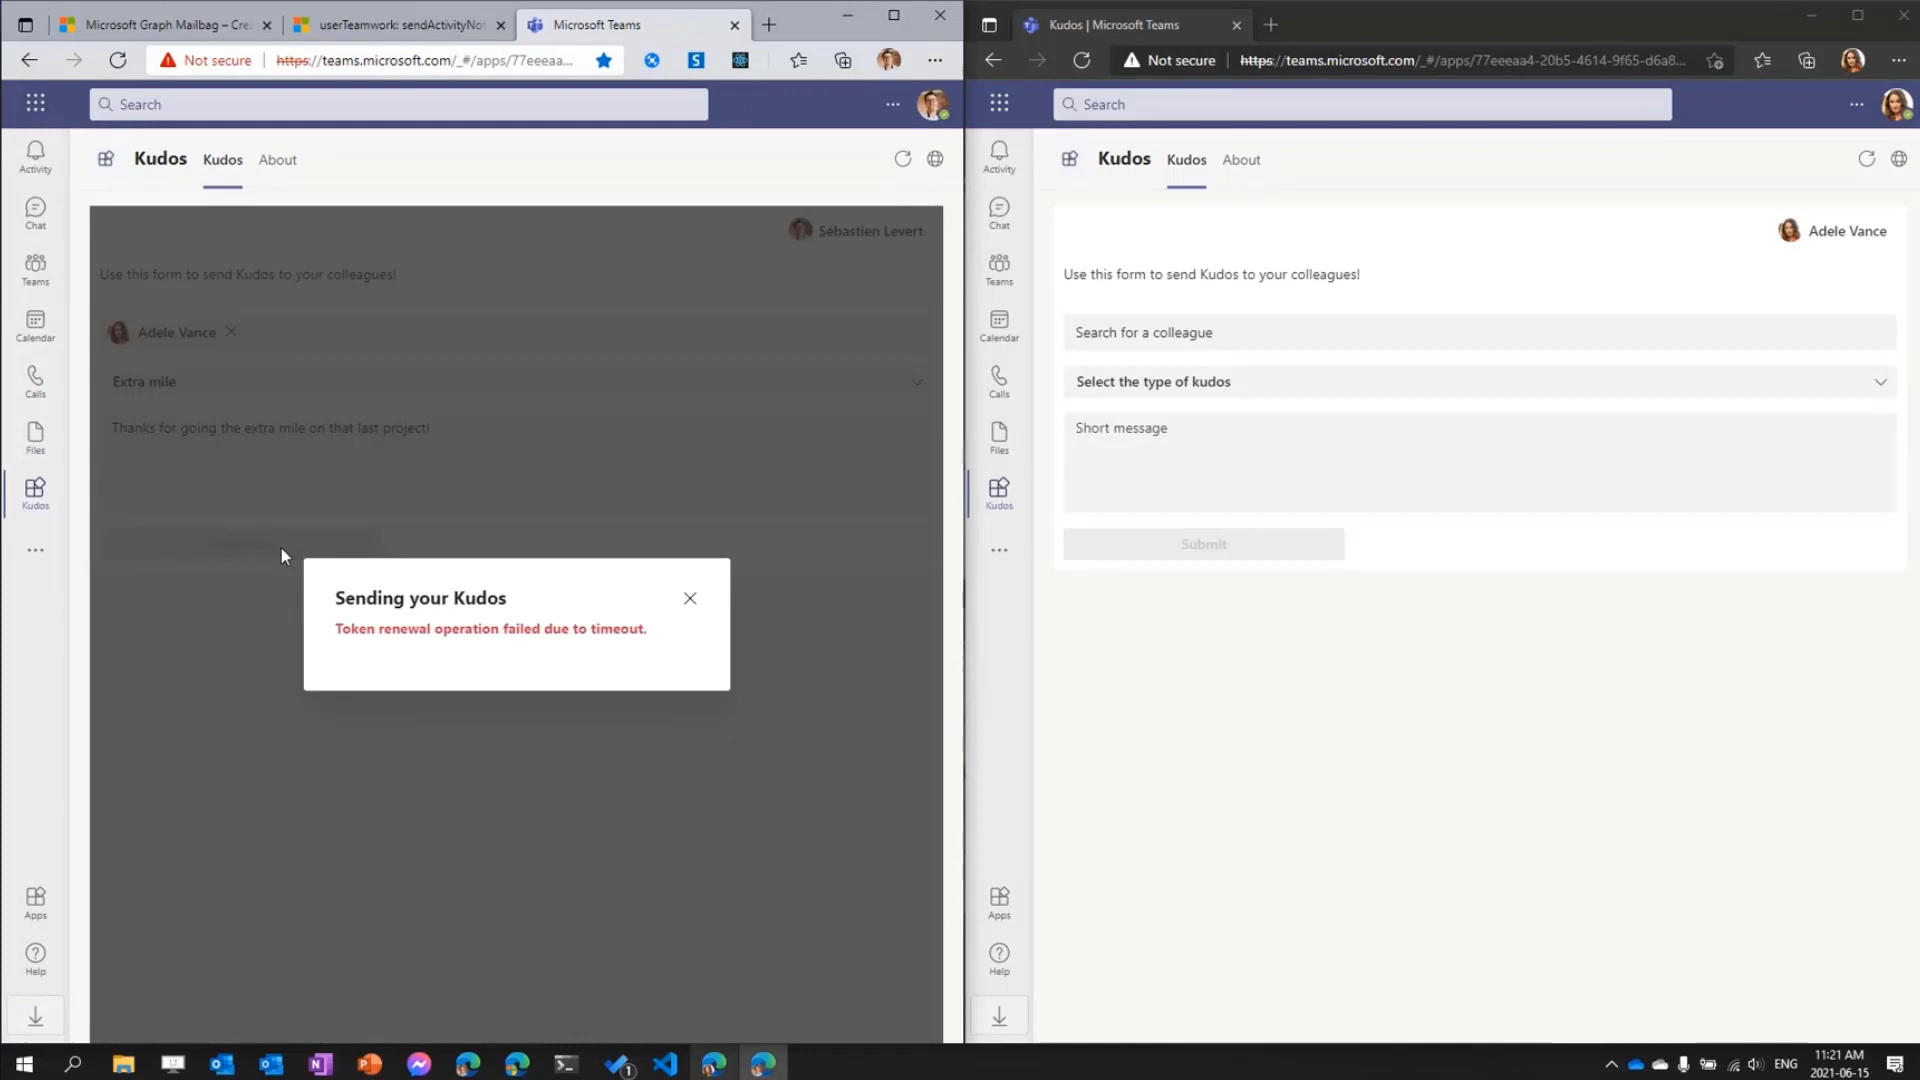 Microsoft Graph Mailbag – Cre
userTeamwork: sendActivityNot
Microsoft Teams
Not secure
https://teams.microsoft.com/_#/apps/77eeeaa...
Search
Kudos
Kudos
About
Activity
Chat
Teams
Calendar
Calls
Files
Kudos
Apps
Help
Sébastien Levert
Use this form to send Kudos to your colleagues!
Adele Vance
Extra mile
Thanks for going the extra mile on that last project!
Sending your Kudos
Token renewal operation failed due to timeout.
Kudos | Microsoft Teams
Not secure
https://teams.microsoft.com/_#/apps/77eeeaa4-20b5-4614-9f65-d6a8...
Search
Kudos
Kudos
About
Activity
Chat
Teams
Calendar
Calls
Files
Kudos
Apps
Help
Adele Vance
Use this form to send Kudos to your colleagues!
Search for a colleague
Select the type of kudos
Short message
Submit
1
ENG
11:21 AM
2021-06-15